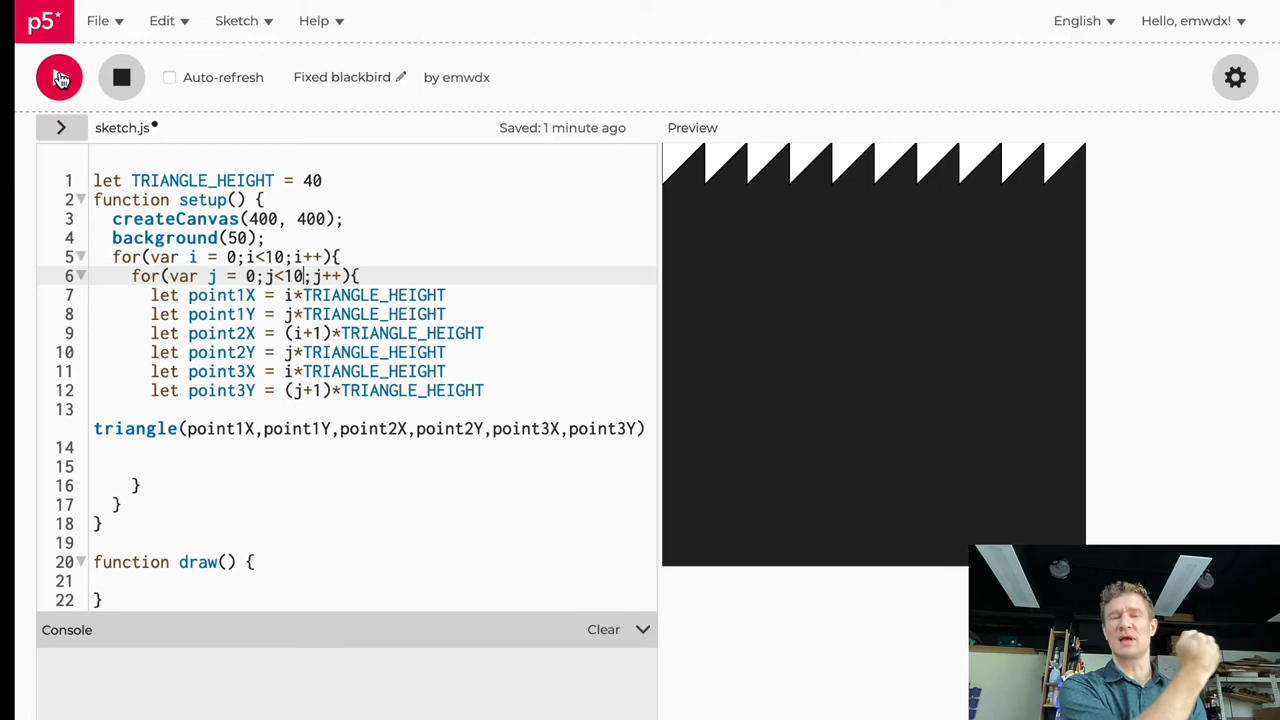 p5* File Edit Sketch Help English Hello, emwdx!
Auto-refresh Fixed blackbird by emwdx
sketch.js Saved: 1 minute ago Preview
1 let TRIANGLE_HEIGHT = 40
2 function setup() {
3 createCanvas(400, 400);
4 background(50);
5 for(var i = 0;i<10;i++){
6 for(var j = 0;j<10;j++){
7 let point1X = i*TRIANGLE_HEIGHT
8 let point1Y = j*TRIANGLE_HEIGHT
9 let point2X = (i+1)*TRIANGLE_HEIGHT
10 let point2Y = j*TRIANGLE_HEIGHT
11 let point3X = i*TRIANGLE_HEIGHT
12 let point3Y = (j+1)*TRIANGLE_HEIGHT
13
triangle(point1X,point1Y,point2X,point2Y,point3X,point3Y)
14
15
16 }
17 }
18 }
19
20 function draw() {
21
22 }
Console Clear